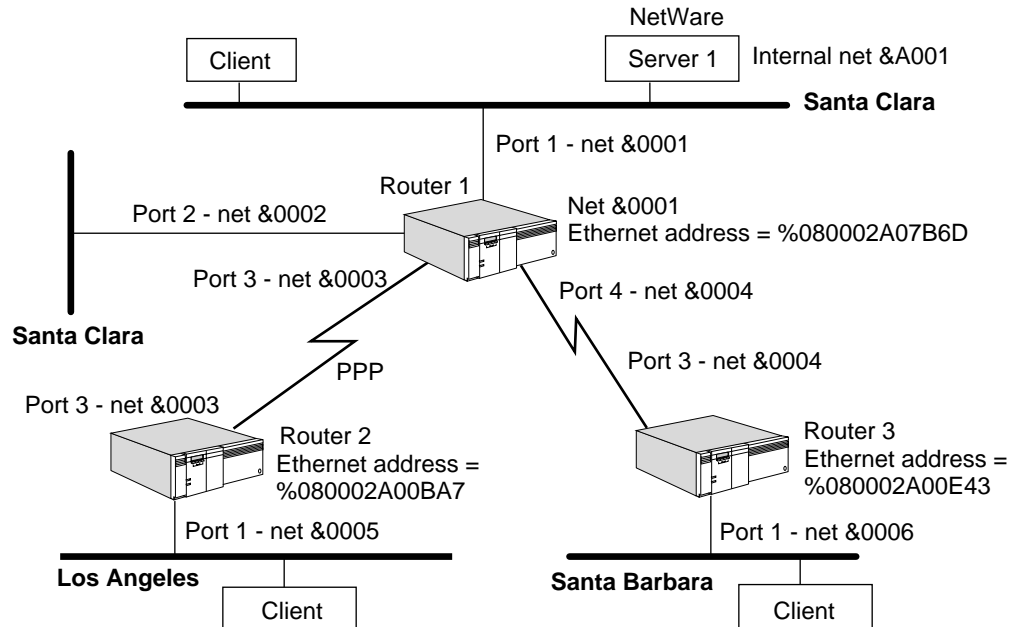 NetWare
Client
Server 1
Internal net &A001
Santa Clara
Port 1 - net &0001
Router 1
Port 2 - net &0002
Net &0001
Ethernet address = %080002A07B6D
Port 3 - net &0003
Port 4 - net &0004
Santa Clara
PPP
Port 3 - net &0004
Port 3 - net &0003
Router 2
Ethernet address =
%080002A00BA7
Router 3
Ethernet address =
%080002A00E43
Port 1 - net &0005
Port 1 - net &0006
Los Angeles
Santa Barbara
Client
Client